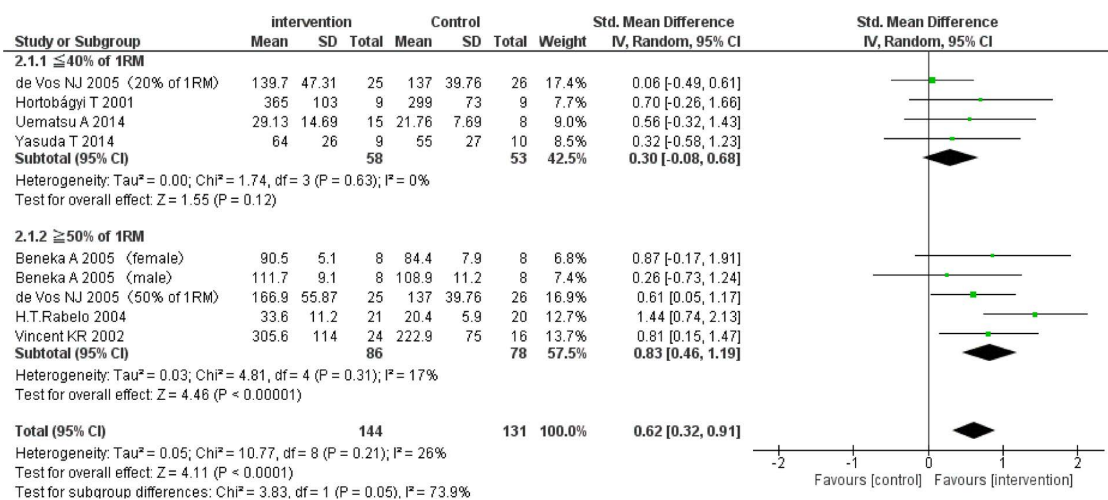 intervention Control Std. Mean Difference Std. Mean Difference
Study or Subgroup Mean SD Total Mean SD Total Weight IV, Random, 95% CI IV, Random, 95% CI
2.1.1 ≦40% of 1RM
de Vos NJ 2005 (20% of 1RM) 139.7 47.31 25 137 39.76 26 17.4% 0.06 [-0.49, 0.61]
Hortobágyi T 2001 365 103 9 299 73 9 7.7% 0.70 [-0.26, 1.66]
Uematsu A 2014 29.13 14.69 15 21.76 7.69 8 9.0% 0.56 [-0.32, 1.43]
Yasuda T 2014 64 26 9 55 27 10 8.5% 0.32 [-0.58, 1.23]
Subtotal (95% CI) 58 53 42.5% 0.30 [-0.08, 0.68]
Heterogeneity: Tau² = 0.00; Chi² = 1.74, df = 3 (P = 0.63); I² = 0%
Test for overall effect: Z = 1.55 (P = 0.12)
2.1.2 ≧50% of 1RM
Beneka A 2005 (female) 90.5 5.1 8 84.4 7.9 8 6.8% 0.87 [-0.17, 1.91]
Beneka A 2005 (male) 111.7 9.1 8 108.9 11.2 8 7.4% 0.26 [-0.73, 1.24]
de Vos NJ 2005 (50% of 1RM) 166.9 55.87 25 137 39.76 26 16.9% 0.61 [0.05, 1.17]
H.T.Rabelo 2004 33.6 11.2 21 20.4 5.9 20 12.7% 1.44 [0.74, 2.13]
Vincent KR 2002 305.6 114 24 222.9 75 16 13.7% 0.81 [0.15, 1.47]
Subtotal (95% CI) 86 78 57.5% 0.83 [0.46, 1.19]
Heterogeneity: Tau² = 0.03; Chi² = 4.81, df = 4 (P = 0.31); I² = 17%
Test for overall effect: Z = 4.46 (P < 0.00001)
Total (95% CI) 144 131 100.0% 0.62 [0.32, 0.91]
Heterogeneity: Tau² = 0.05; Chi² = 10.77, df = 8 (P = 0.21); I² = 26%
Test for overall effect: Z = 4.11 (P < 0.0001)
Test for subgroup differences: Chi² = 3.83, df = 1 (P = 0.05), I² = 73.9%
-2 -1 0 1 2
Favours [control] Favours [intervention]